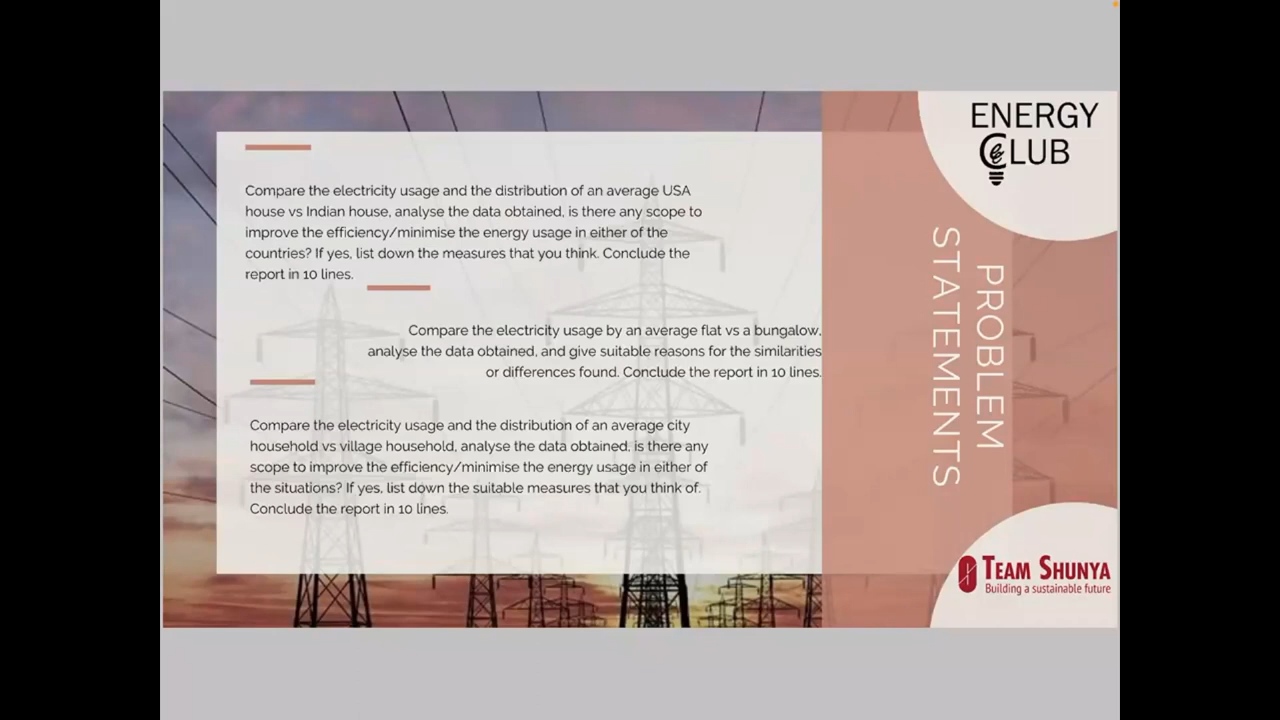 Compare the electricity usage and the distribution of an average USA
house vs Indian house, analyse the data obtained, is there any scope to
improve the efficiency/minimise the energy usage in either of the
countries? If yes, list down the measures that you think. Conclude the
report in 10 lines.
Compare the electricity usage by an average flat vs a bungalow,
analyse the data obtained, and give suitable reasons for the similarities
or differences found. Conclude the report in 10 lines.
Compare the electricity usage and the distribution of an average city
household vs village household, analyse the data obtained, is there any
scope to improve the efficiency/minimise the energy usage in either of
the situations? If yes, list down the suitable measures that you think of.
Conclude the report in 10 lines.
ENERGY
CLUB
PROBLEM
STATEMENTS
TEAM SHUNYA
Building a sustainable future